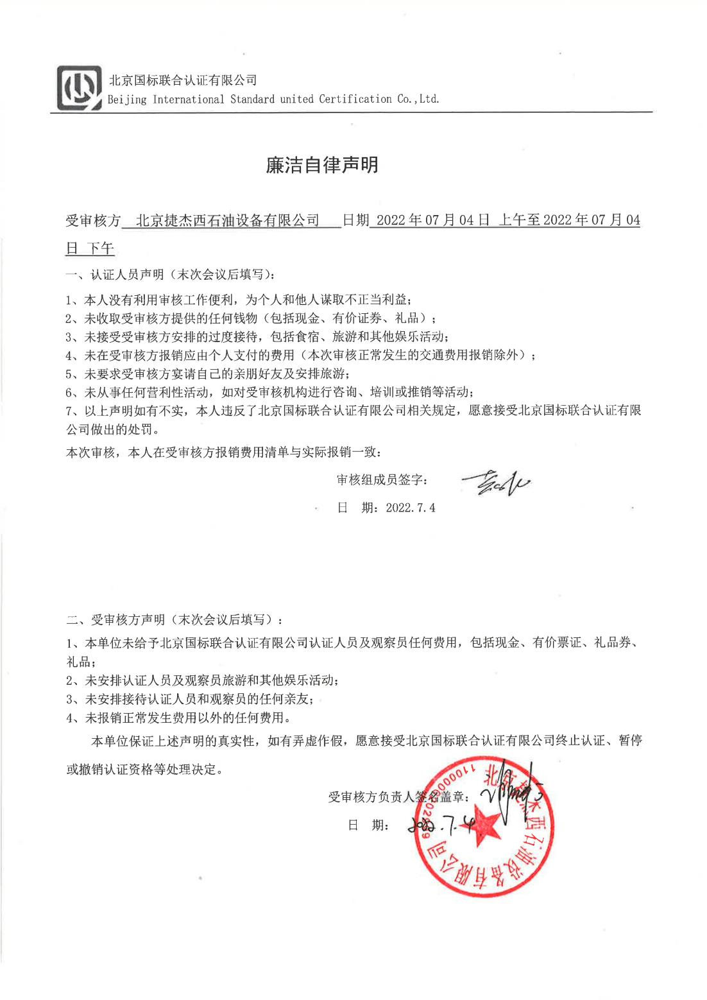 北京国标联合认证有限公司
Beijing International Standard united Certification Co.,Ltd.
廉洁自律声明
受审核方 北京捷杰西石油设备有限公司 日期 2022年07月04日 上午至2022年07月04
日 下午
一、认证人员声明（末次会议后填写）：
1、本人没有利用审核工作便利，为个人和他人谋取不正当利益；
2、未收取受审核方提供的任何钱物（包括现金、有价证券、礼品）；
3、未接受受审核方安排的过度接待，包括食宿、旅游和其他娱乐活动；
4、未在受审核方报销应由个人支付的费用（本次审核正常发生的交通费用报销除外）；
5、未要求受审核方宴请自己的亲朋好友及安排旅游；
6、未从事任何营利性活动，如对受审核机构进行咨询、培训或推销等活动；
7、以上声明如有不实，本人违反了北京国标联合认证有限公司相关规定，愿意接受北京国标联合认证有限
公司做出的处罚。
本次审核，本人在受审核方报销费用清单与实际报销一致：
审核组成员签字：
日 期：2022.7.4
二、受审核方声明（末次会议后填写）：
1、本单位未给予北京国标联合认证有限公司认证人员及观察员任何费用，包括现金、有价票证、礼品券、
礼品；
2、未安排认证人员及观察员旅游和其他娱乐活动；
3、未安排接待认证人员和观察员的任何亲友；
4、未报销正常发生费用以外的任何费用。
本单位保证上述声明的真实性，如有弄虚作假，愿意接受北京国标联合认证有限公司终止认证、暂停
或撤销认证资格等处理决定。
受审核方负责人签名盖章：
日 期：2022.7.4
北京捷杰西石油设备有限公司